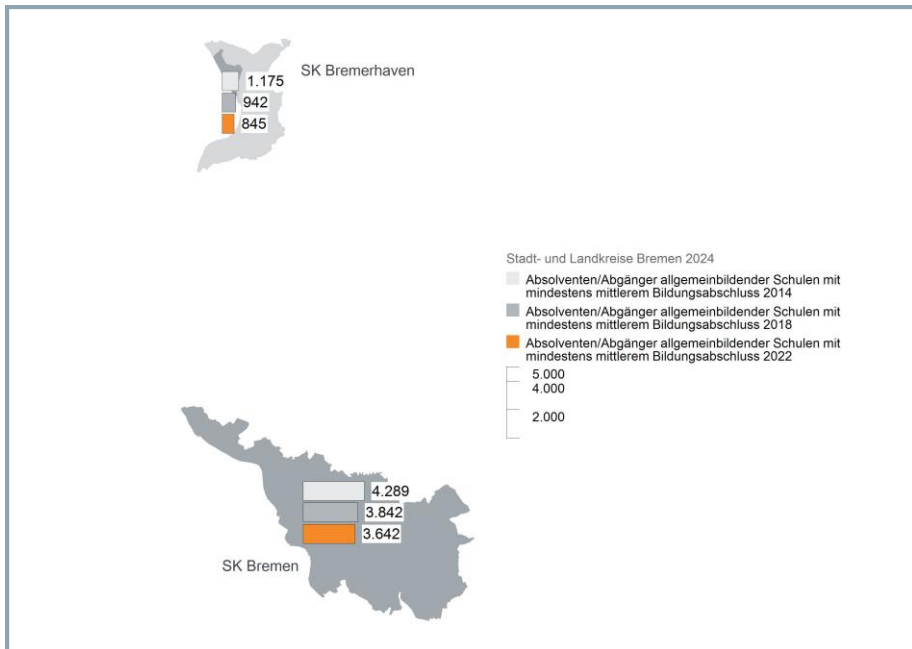 SK Bremerhaven
1.175
942
845
Stadt- und Landkreise Bremen 2024
Absolventen/Abgänger allgemeinbildender Schulen mit
mindestens mittlerem Bildungsabschluss 2014
Absolventen/Abgänger allgemeinbildender Schulen mit
mindestens mittlerem Bildungsabschluss 2018
Absolventen/Abgänger allgemeinbildender Schulen mit
mindestens mittlerem Bildungsabschluss 2022
5.000
4.000
2.000
4.289
3.842
3.642
SK Bremen